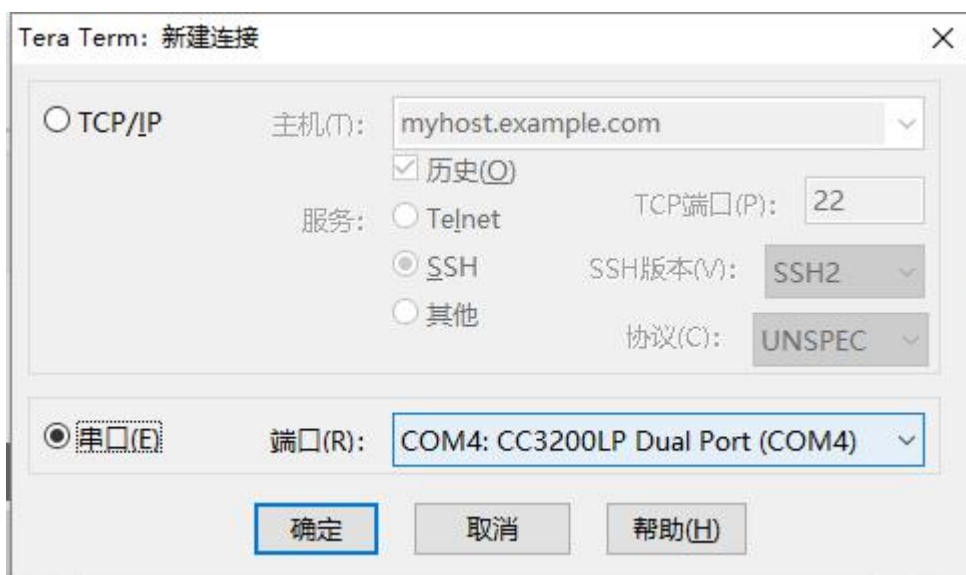 Tera Term: 新建连接
TCP/IP 主机(T): myhost.example.com
历史(O)
服务: Telnet TCP端口(P): 22
SSH SSH版本(V): SSH2
其他 协议(C): UNSPEC
串口(E) 端口(R): COM4: CC3200LP Dual Port (COM4)
确定 取消 帮助(H)